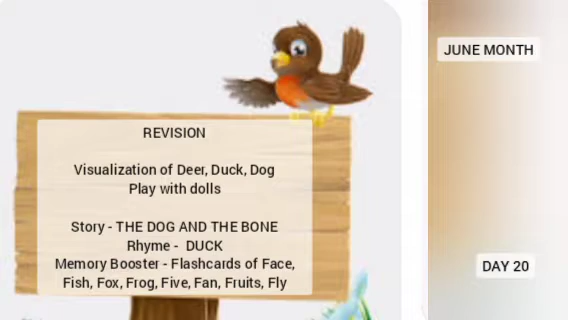 REVISION
Visualization of Deer, Duck, Dog
Play with dolls
Story - THE DOG AND THE BONE
Rhyme - DUCK
Memory Booster - Flashcards of Face,
Fish, Fox, Frog, Five, Fan, Fruits, Fly
JUNE MONTH
DAY 20